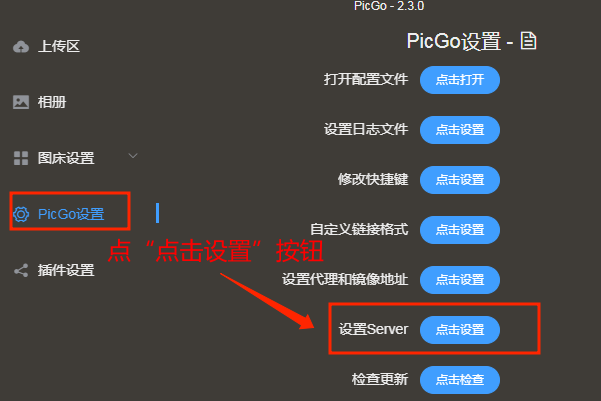 PicGo - 2.3.0
PicGo设置 -
上传区
打开配置文件 点击打开
相册
设置日志文件 点击设置
图床设置
修改快捷键 点击设置
PicGo设置
自定义链接格式 点击设置
点“点击设置”按钮
插件设置
设置代理和镜像地址 点击设置
设置Server 点击设置
检查更新 点击检查